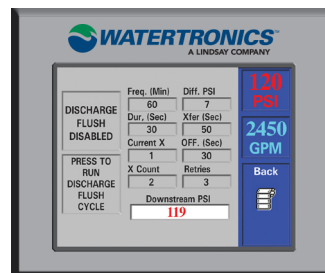 WATERTRONICS
A LINDSAY COMPANY
DISCHARGE
FLUSH
DISABLED
PRESS TO
RUN
DISCHARGE
FLUSH
CYCLE
Freq. (Min) Diff. PSI
60 7
Dur, (Sec) Xfer (Sec)
30 50
Current X OFF. (Sec)
1 30
X Count Retries
2 3
Downstream PSI
119
120
PSI
2450
GPM
Back